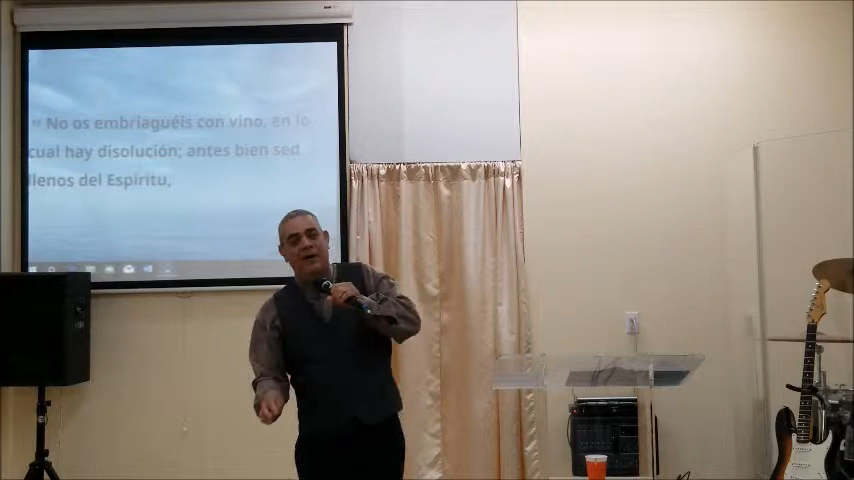 " No os embriaguéis con vino, en lo
cual hay disolución; antes bien sed
llenos del Espíritu,